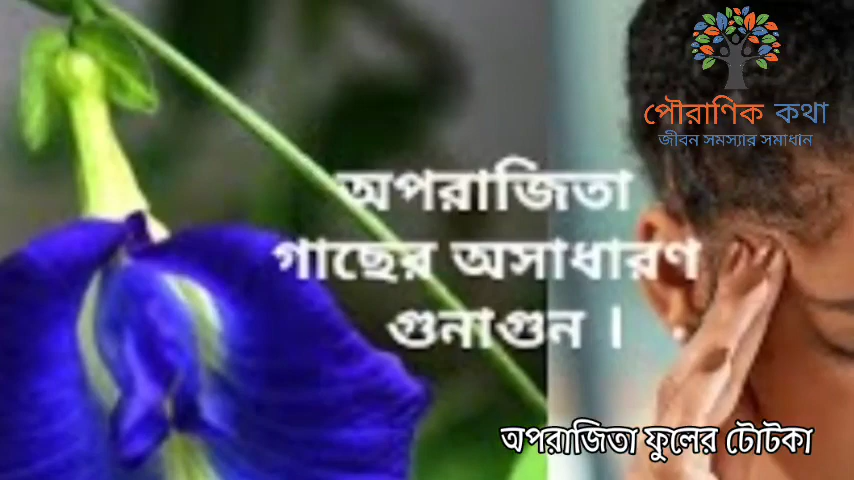 পৌরাণিক কথা
জীবন সমস্যার সমাধান
অপরাজিতা
গাছের অসাধারণ
গুনাগুন ।
অপরাজিতা ফুলের টোটকা